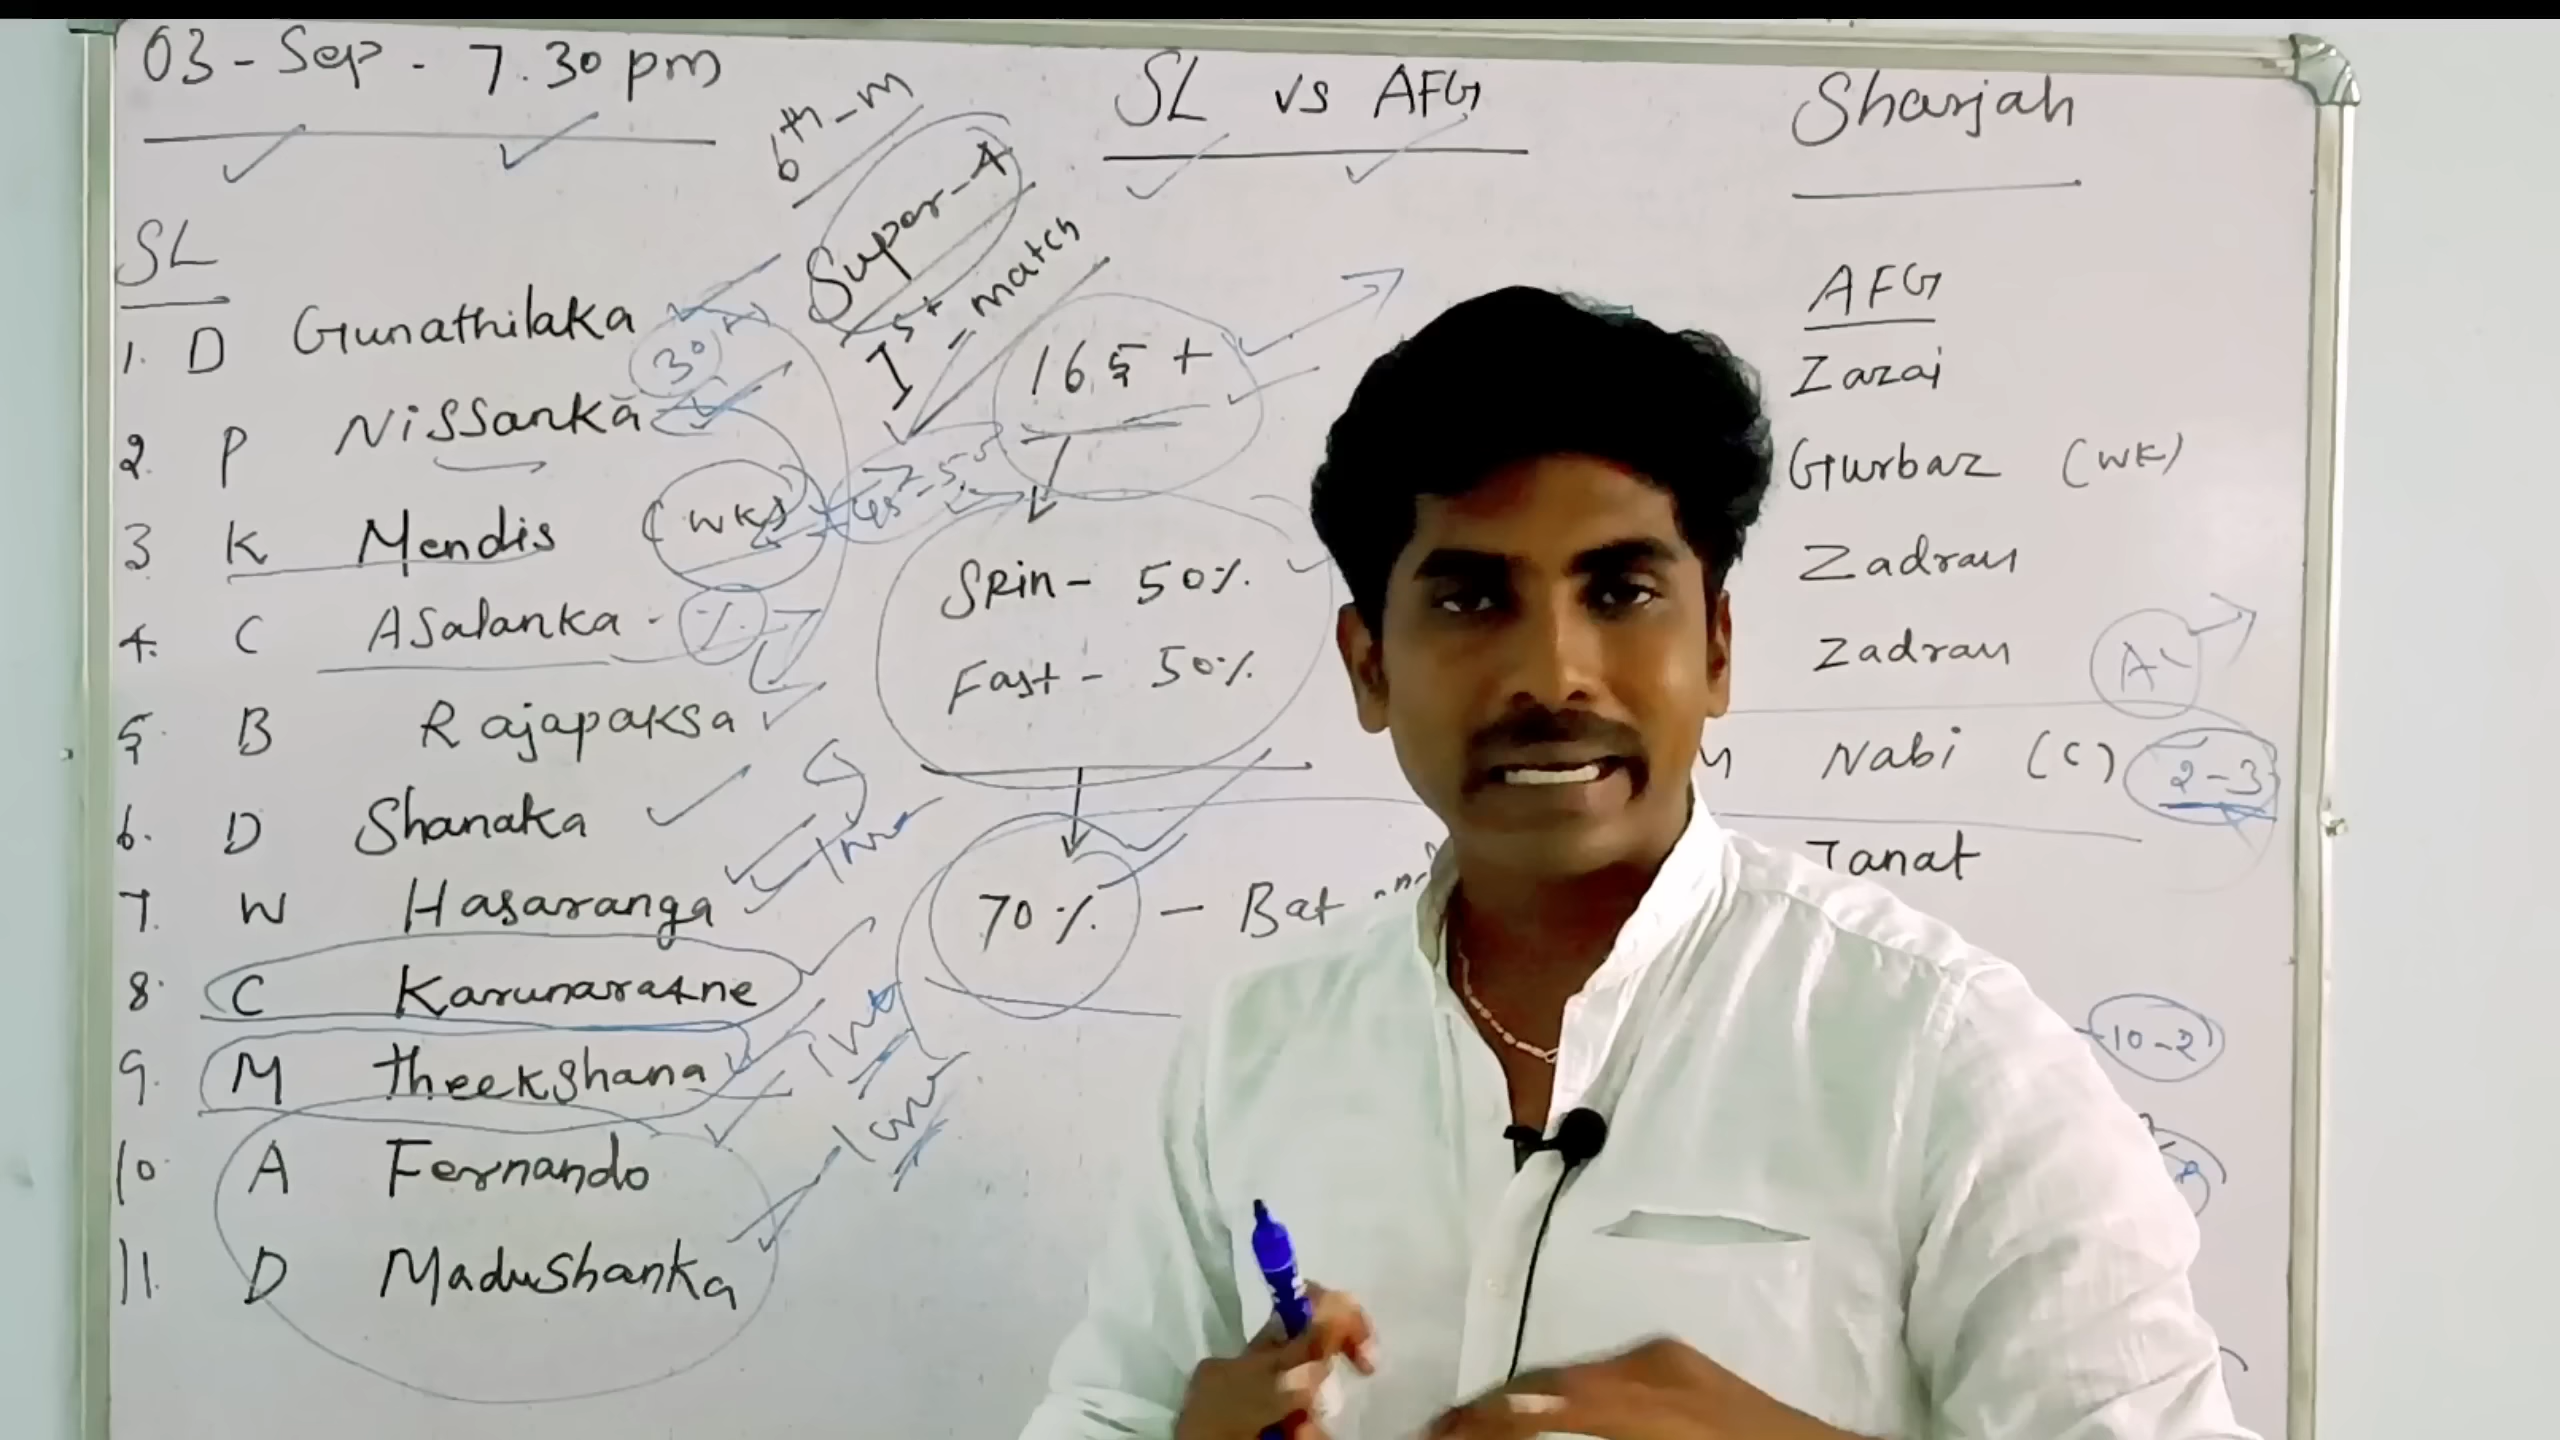 03 - Sep - 7.30 pm
SL vs AFG
Sharjah
6th - m
Super-4
1st - match
SL
1. D Gunathilaka
30
2. P Nissanka
3 K Mendis (WK)
45-55
4. C Asalanka - %
5. B Rajapaksa
6. D Shanaka
7. W Hasaranga
8. C Karunaratne
9. M theekshana
10. A Fernando
11. D Madushanka
165+
Spin - 50%
Fast - 50%
70% - Bat
AFG
Zazai
Gurbaz (WK)
Zadran
Zadran
Nabi (C) 2-3
Janat
10-2